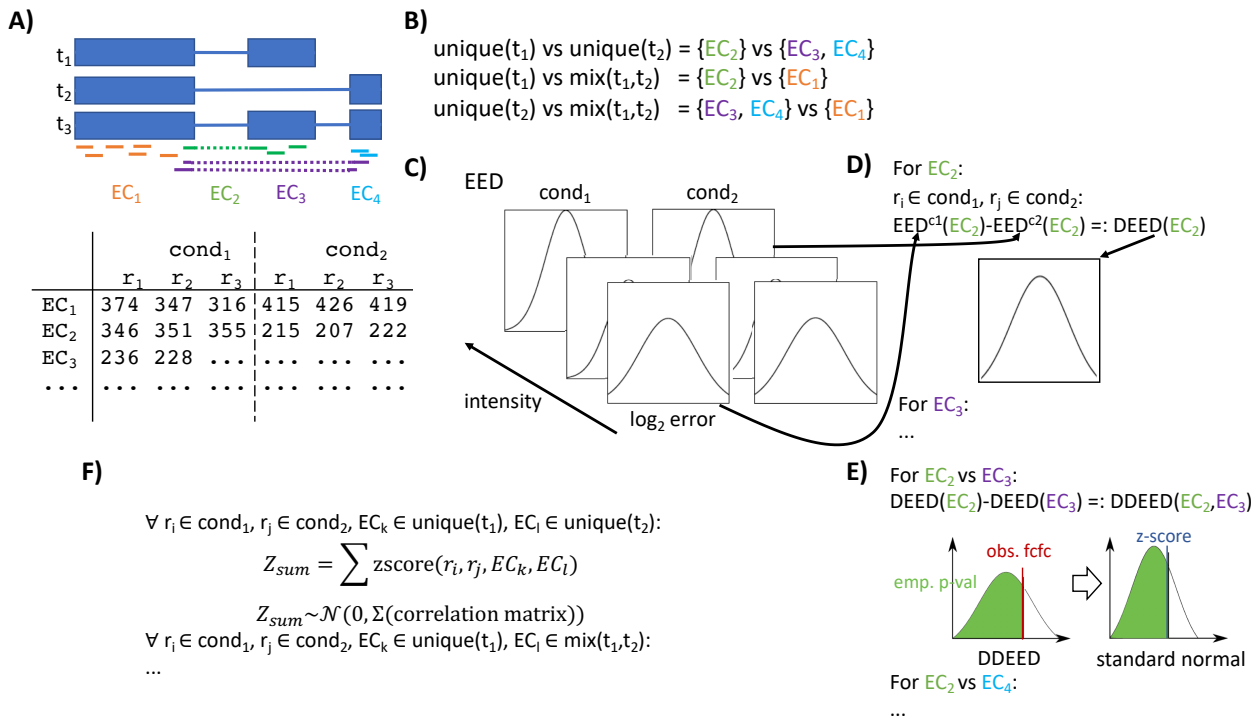 A)
t₁
t₂
t₃
EC₁ EC₂ EC₃ EC₄
cond₁ cond₂
r₁ r₂ r₃ r₁ r₂ r₃
EC₁ 374 347 316 415 426 419
EC₂ 346 351 355 215 207 222
EC₃ 236 228 ... ... ... ...
... ... ... ... ... ... ...
B)
unique(t₁) vs unique(t₂) = {EC₂} vs {EC₃, EC₄}
unique(t₁) vs mix(t₁,t₂) = {EC₂} vs {EC₁}
unique(t₂) vs mix(t₁,t₂) = {EC₃, EC₄} vs {EC₁}
C)
EED
cond₁ cond₂
intensity
log₂ error
D)
For EC₂:
rᵢ ∈ cond₁, rⱼ ∈ cond₂:
EEDᶜ¹(EC₂)-EEDᶜ²(EC₂) =: DEED(EC₂)
For EC₃:
...
E)
For EC₂ vs EC₃:
DEED(EC₂)-DEED(EC₃) =: DDEED(EC₂,EC₃)
obs. fcfc
z-score
emp. p-val
DDEED
standard normal
For EC₂ vs EC₄:
...
F)
∀ rᵢ ∈ cond₁, rⱼ ∈ cond₂, ECₖ ∈ unique(t₁), ECₗ ∈ unique(t₂):
Z_sum = ∑ zscore(rᵢ, rⱼ, ECₖ, ECₗ)
Z_sum~𝒩(0, Σ(correlation matrix))
∀ rᵢ ∈ cond₁, rⱼ ∈ cond₂, ECₖ ∈ unique(t₁), ECₗ ∈ mix(t₁,t₂):
...